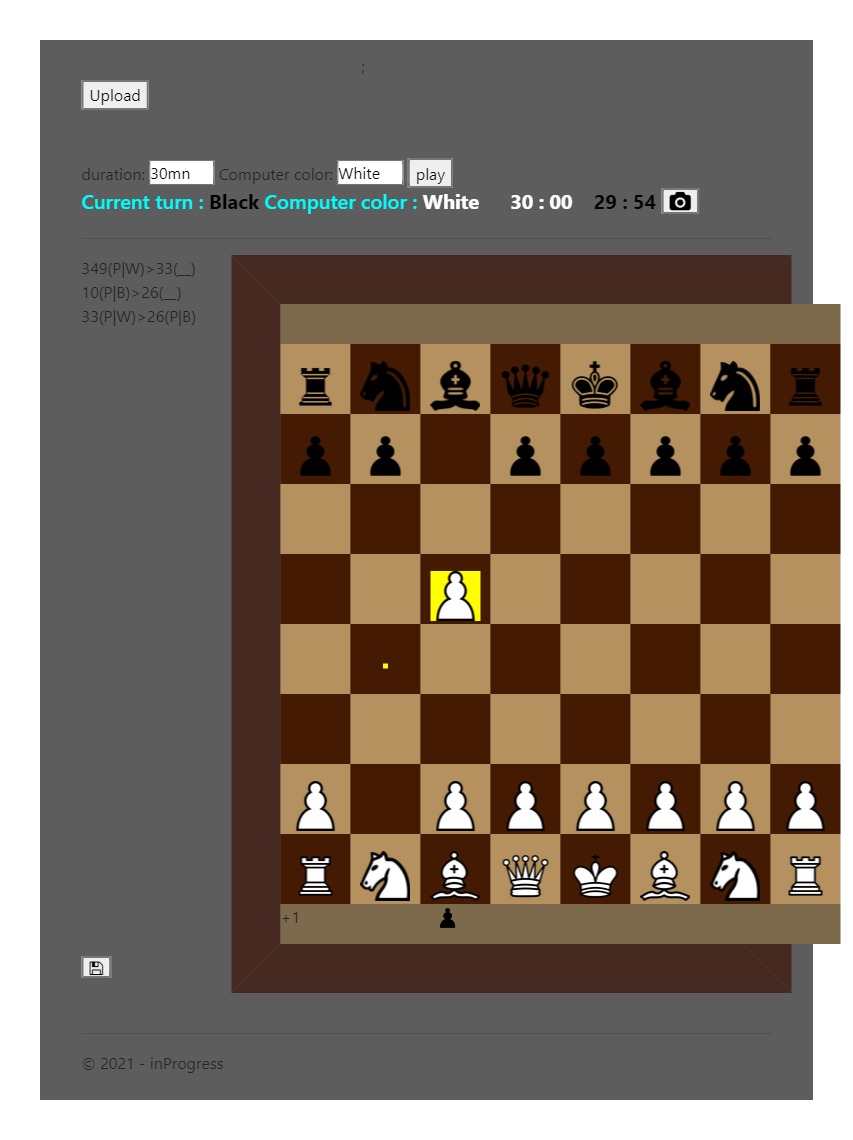 ;
Upload
duration: 30mn Computer color: White play
Current turn : Black Computer color : White 30 : 00 29 : 54
349(P|W)>33(__)
10(P|B)>26(__)
33(P|W)>26(P|B)
+1
© 2021 - inProgress